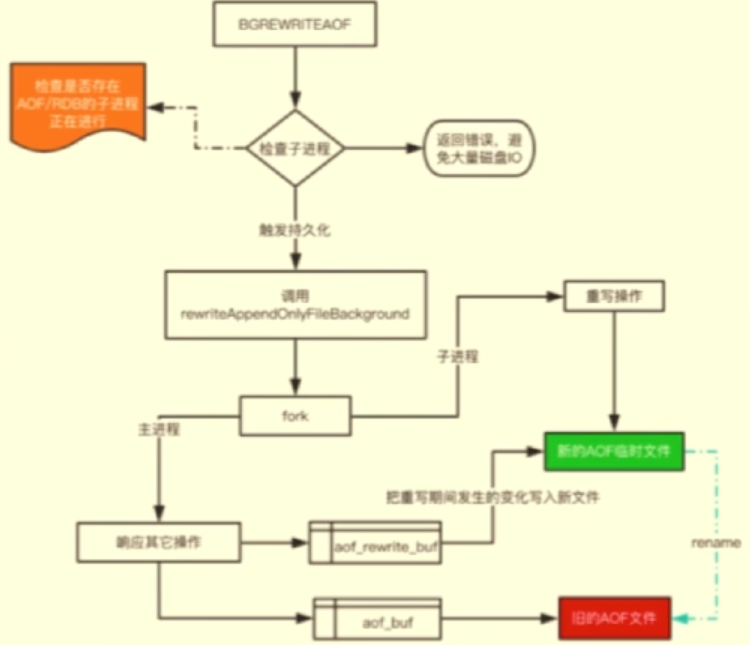 BGREWRITEAOF
检查是否存在
AOF/RDB的子进程
正在进行
检查子进程
返回错误，避
免大量磁盘IO
触发持久化
调用
rewriteAppendOnlyFileBackground
重写操作
子进程
fork
主进程
新的AOF临时文件
把重写期间发生的变化写入新文件
响应其它操作
aof_rewrite_buf
rename
aof_buf
旧的AOF文件